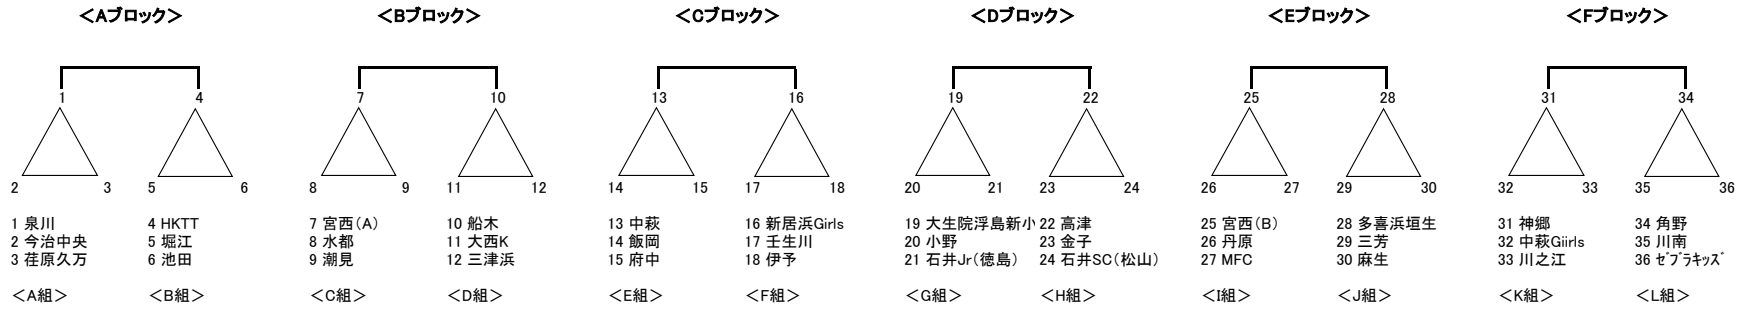 ＜Aブロック＞ ＜Bブロック＞ ＜Cブロック＞ ＜Dブロック＞ ＜Eブロック＞ ＜Fブロック＞
1 4 7 10 13 16 19 22 25 28 31 34
2 3 5 6 8 9 11 12 14 15 17 18 20 21 23 24 26 27 29 30 32 33 35 36
1 泉川 4 HKTT 7 宮西（A） 10 船木 13 中萩 16 新居浜Girls 19 大生院浮島新小 22 高津 25 宮西（B） 28 多喜浜垣生 31 神郷 34 角野
2 今治中央 5 堀江 8 水都 11 大西K 14 飯岡 17 壬生川 20 小野 23 金子 26 丹原 29 三芳 32 中萩Giirls 35 川南
3 荏原久万 6 池田 9 潮見 12 三津浜 15 府中 18 伊予 21 石井Jr（徳島） 24 石井SC（松山） 27 MFC 30 麻生 33 川之江 36 ｾﾞﾌﾞﾗｷｯｽﾞ
＜A組＞ ＜B組＞ ＜C組＞ ＜D組＞ ＜E組＞ ＜F組＞ ＜G組＞ ＜H組＞ ＜I組＞ ＜J組＞ ＜K組＞ ＜L組＞